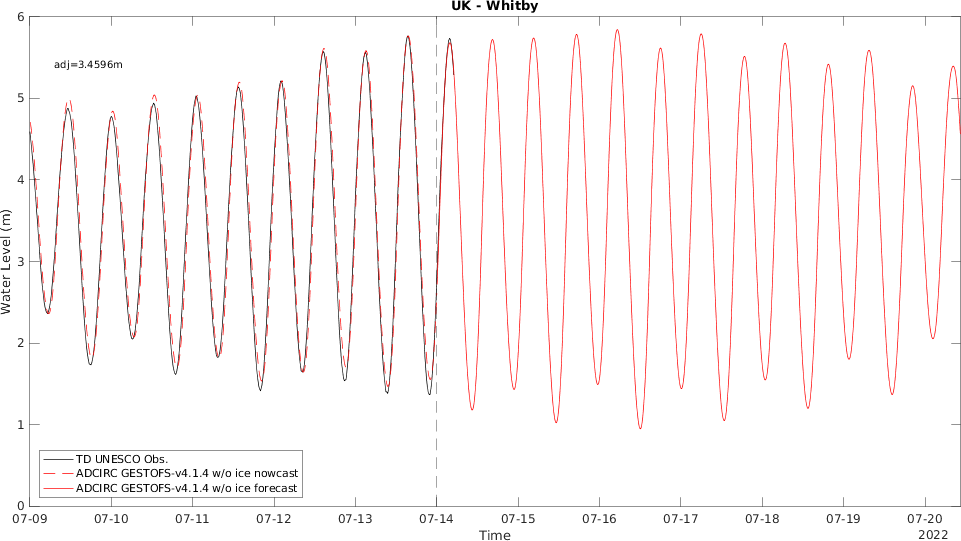 UK - Whitby
adj=3.4596m
Water Level (m)
6
5
4
3
2
1
0
TD UNESCO Obs.
ADCIRC GESTOFS-v4.1.4 w/o ice nowcast
ADCIRC GESTOFS-v4.1.4 w/o ice forecast
07-09 07-10 07-11 07-12 07-13 07-14 07-15 07-16 07-17 07-18 07-19 07-20
Time
2022